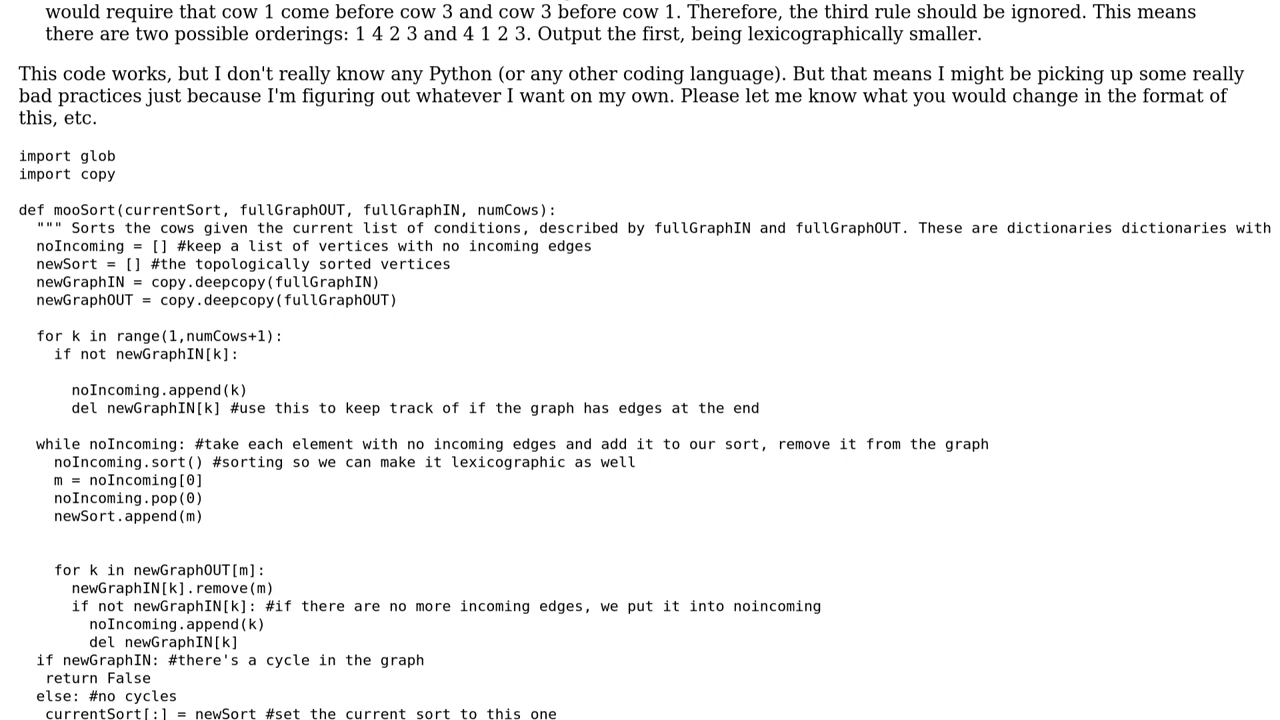 would require that cow 1 come before cow 3 and cow 3 before cow 1. Therefore, the third rule should be ignored. This means
there are two possible orderings: 1 4 2 3 and 4 1 2 3. Output the first, being lexicographically smaller.
This code works, but I don't really know any Python (or any other coding language). But that means I might be picking up some really
bad practices just because I'm figuring out whatever I want on my own. Please let me know what you would change in the format of
this, etc.
import glob
import copy
def mooSort(currentSort, fullGraphOUT, fullGraphIN, numCows):
  """ Sorts the cows given the current list of conditions, described by fullGraphIN and fullGraphOUT. These are dictionaries dictionaries with
  noIncoming = [] #keep a list of vertices with no incoming edges
  newSort = [] #the topologically sorted vertices
  newGraphIN = copy.deepcopy(fullGraphIN)
  newGraphOUT = copy.deepcopy(fullGraphOUT)
  for k in range(1,numCows+1):
    if not newGraphIN[k]:
      noIncoming.append(k)
      del newGraphIN[k] #use this to keep track of if the graph has edges at the end
  while noIncoming: #take each element with no incoming edges and add it to our sort, remove it from the graph
    noIncoming.sort() #sorting so we can make it lexicographic as well
    m = noIncoming[0]
    noIncoming.pop(0)
    newSort.append(m)
    for k in newGraphOUT[m]:
      newGraphIN[k].remove(m)
      if not newGraphIN[k]: #if there are no more incoming edges, we put it into noincoming
        noIncoming.append(k)
        del newGraphIN[k]
  if newGraphIN: #there's a cycle in the graph
   return False
  else: #no cycles
   currentSort[:] = newSort #set the current sort to this one